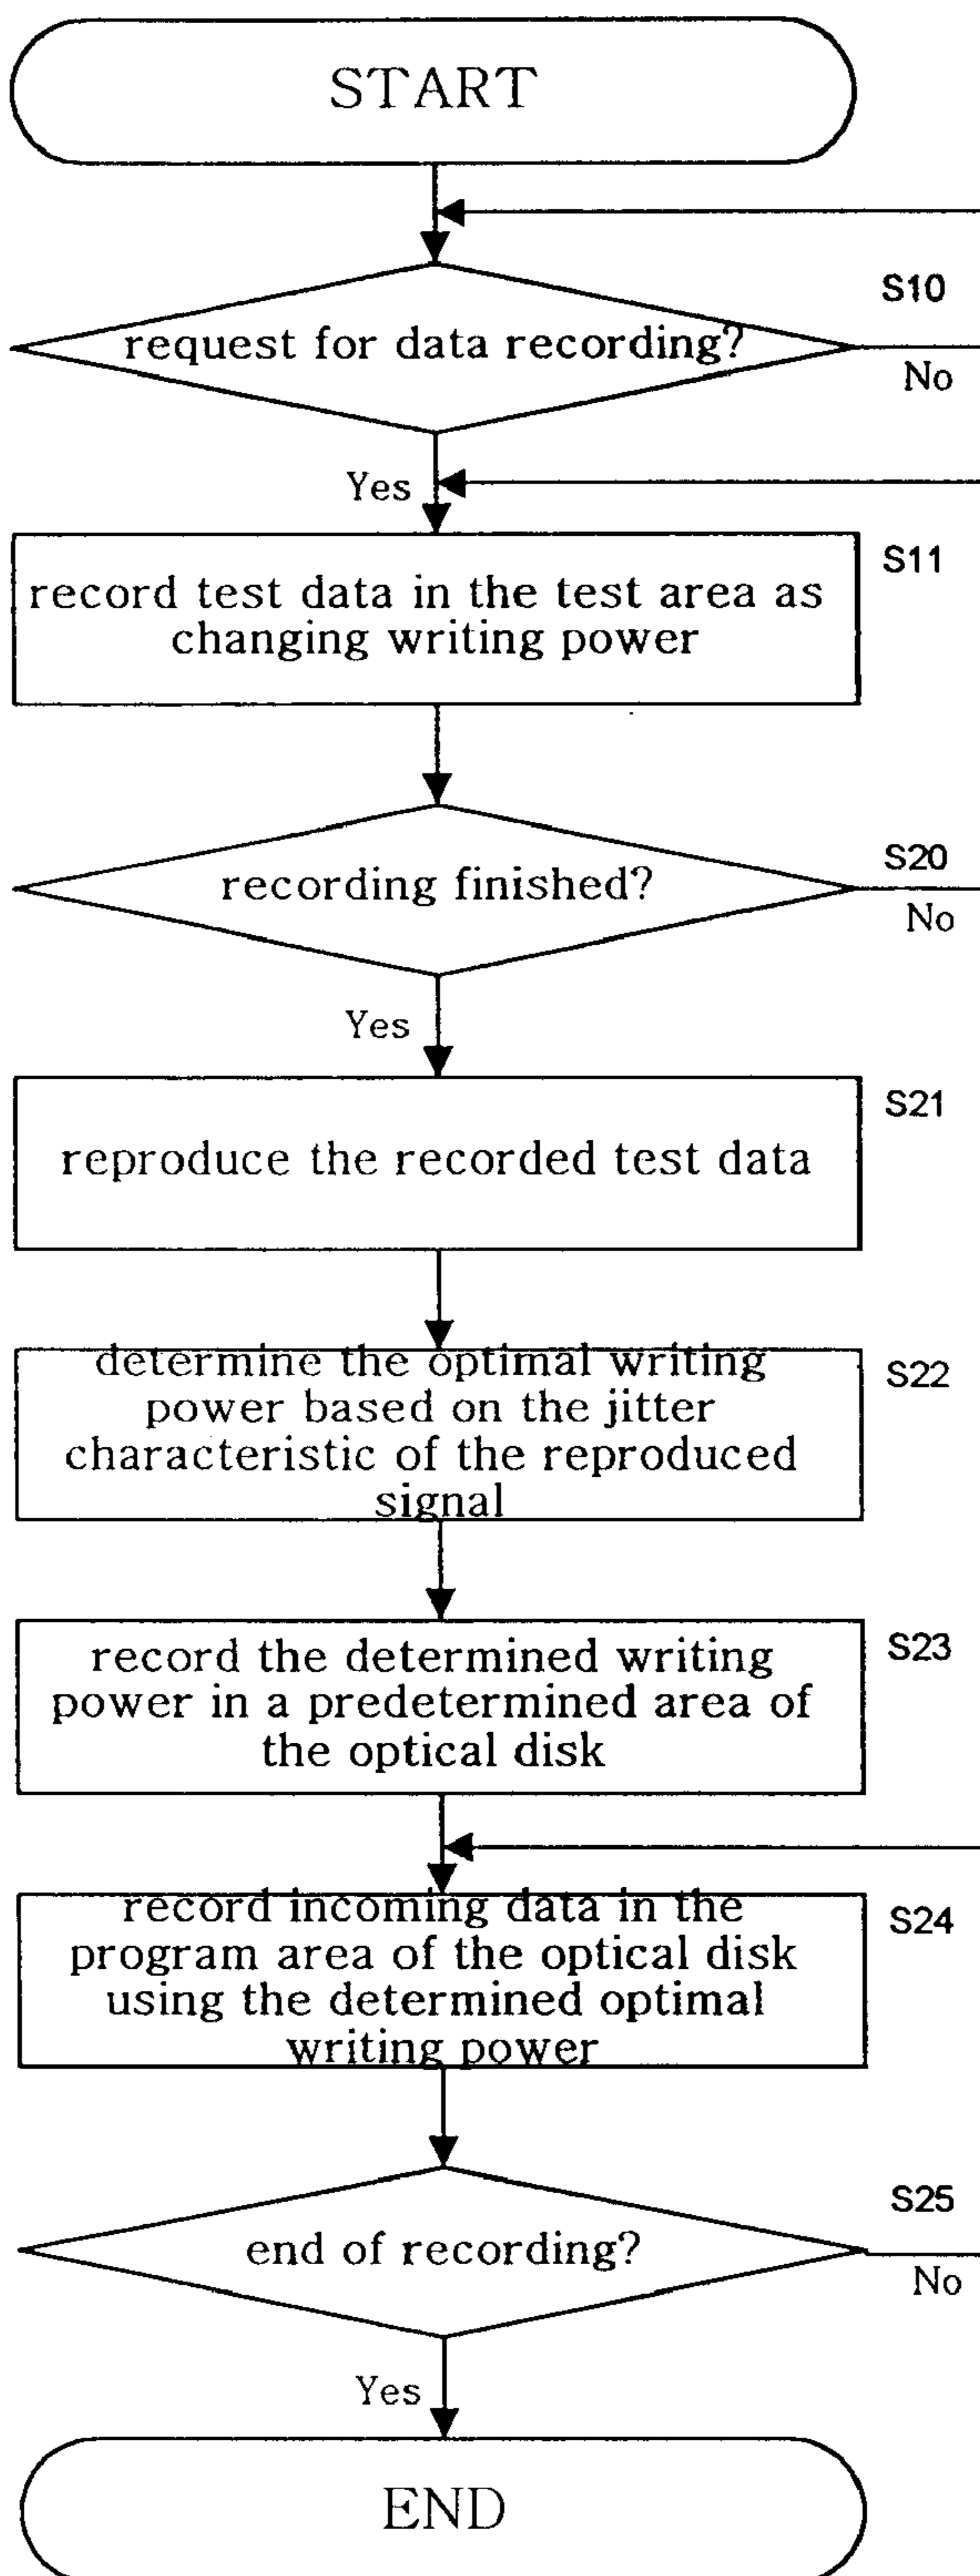 START
S10
request for data recording?
No
Yes
S11
record test data in the test area as
changing writing power
S20
recording finished?
No
Yes
S21
reproduce the recorded test data
S22
determine the optimal writing
power based on the jitter
characteristic of the reproduced
signal
S23
record the determined writing
power in a predetermined area of
the optical disk
S24
record incoming data in the
program area of the optical disk
using the determined optimal
writing power
S25
end of recording?
No
Yes
END